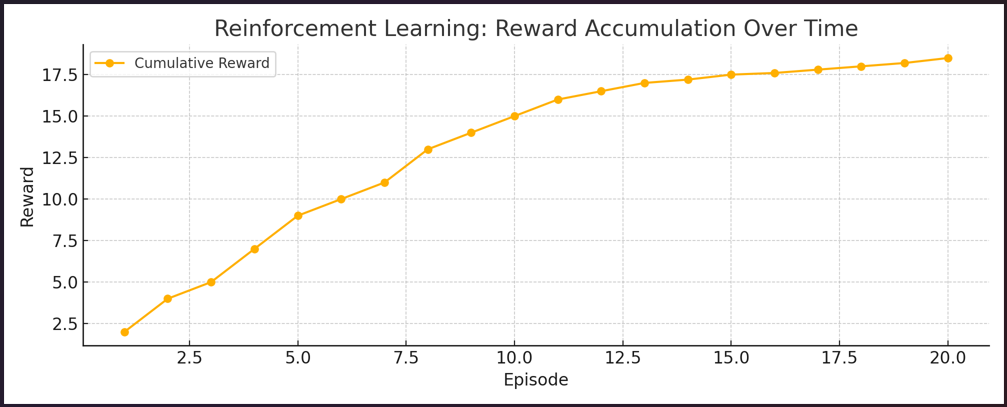 Reinforcement Learning: Reward Accumulation Over Time
Cumulative Reward
17.5
15.0
12.5
10.0
7.5
5.0
2.5
Reward
2.5 5.0 7.5 10.0 12.5 15.0 17.5 20.0
Episode